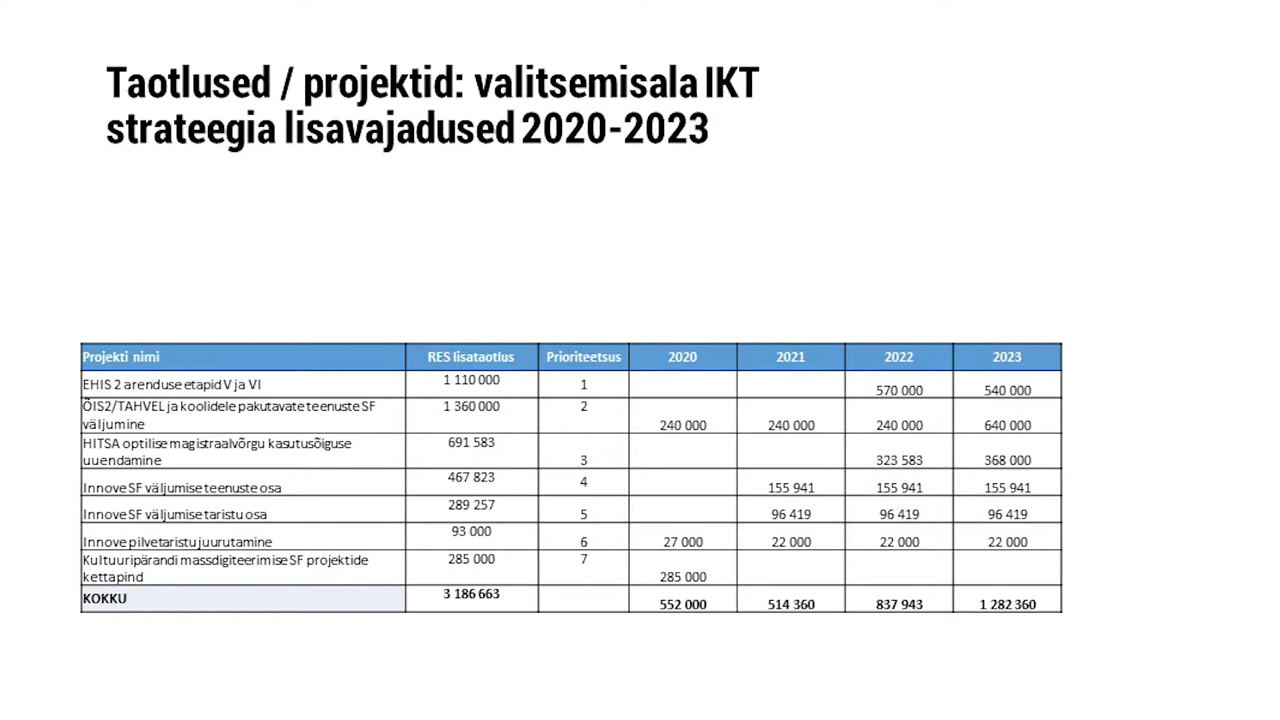 Taotlused / projektid: valitsemisala IKT
strateegia lisavajadused 2020-2023
Projekti nimi RES lisataotlus Prioriteetsus 2020 2021 2022 2023
EHIS 2 arenduse etapid V ja VI 1 110 000 1 570 000 540 000
ÕIS2/TAHVEL ja koolidele pakutavate teenuste SF
väljumine 1 360 000 2 240 000 240 000 240 000 640 000
HITSA optilise magistraalvõrgu kasutusõiguse
uuendamine 691 583 3 323 583 368 000
Innove SF väljumise teenuste osa 467 823 4 155 941 155 941 155 941
Innove SF väljumise taristu osa 289 257 5 96 419 96 419 96 419
Innove pilvetaristu juurutamine 93 000 6 27 000 22 000 22 000 22 000
Kultuuripärandi massdigiteerimise SF projektide
kettapind 285 000 7 285 000
KOKKU 3 186 663 552 000 514 360 837 943 1 282 360